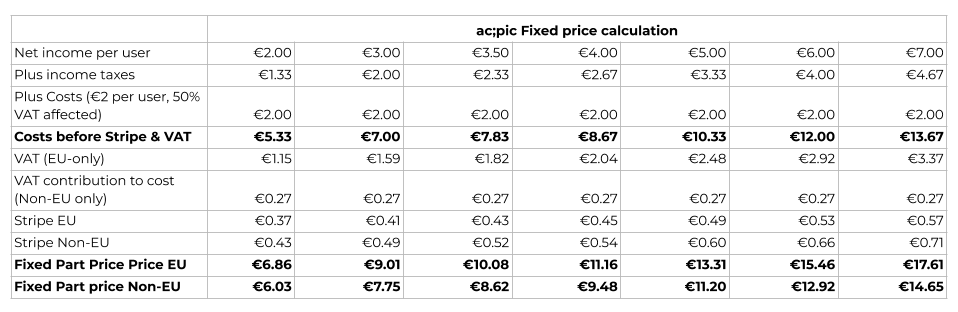 ac;pic Fixed price calculation
Net income per user €2.00 €3.00 €3.50 €4.00 €5.00 €6.00 €7.00
Plus income taxes €1.33 €2.00 €2.33 €2.67 €3.33 €4.00 €4.67
Plus Costs (€2 per user, 50%
VAT affected) €2.00 €2.00 €2.00 €2.00 €2.00 €2.00 €2.00
Costs before Stripe & VAT €5.33 €7.00 €7.83 €8.67 €10.33 €12.00 €13.67
VAT (EU-only) €1.15 €1.59 €1.82 €2.04 €2.48 €2.92 €3.37
VAT contribution to cost
(Non-EU only) €0.27 €0.27 €0.27 €0.27 €0.27 €0.27 €0.27
Stripe EU €0.37 €0.41 €0.43 €0.45 €0.49 €0.53 €0.57
Stripe Non-EU €0.43 €0.49 €0.52 €0.54 €0.60 €0.66 €0.71
Fixed Part Price Price EU €6.86 €9.01 €10.08 €11.16 €13.31 €15.46 €17.61
Fixed Part price Non-EU €6.03 €7.75 €8.62 €9.48 €11.20 €12.92 €14.65